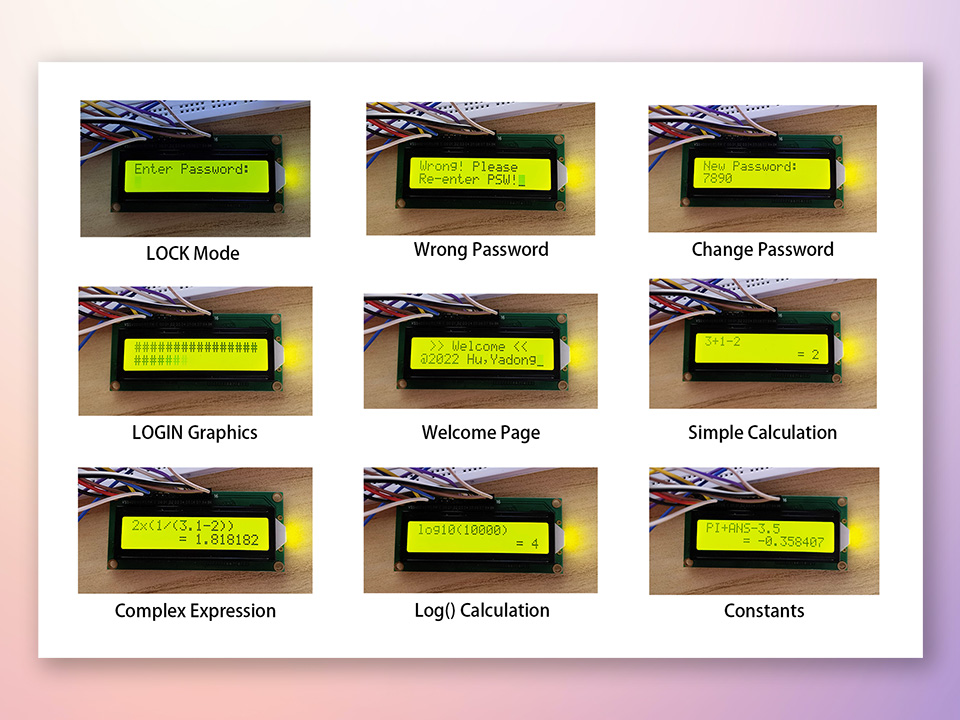 Enter Password:
LOCK Mode
Wrong! Please
Re-enter PSW!
Wrong Password
New Password:
7890
Change Password
################
#######
LOGIN Graphics
>> Welcome <<
@2022 Hu,Yadong_
Welcome Page
3+1-2
= 2
Simple Calculation
2x(1/(3.1-2))
= 1.818182
Complex Expression
log10(10000)
= 4
Log() Calculation
PI+ANS-3.5
= -0.358407
Constants